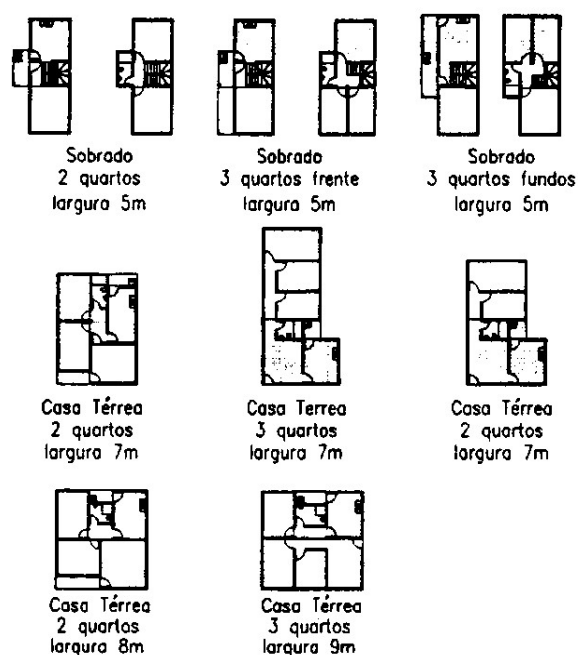 Sobrado
2 quartos
largura 5m
Sobrado
3 quartos frente
largura 5m
Sobrado
3 quartos fundos
largura 5m
Casa Térrea
2 quartos
largura 7m
Casa Terrea
3 quartos
largura 7m
Casa Térrea
2 quartos
largura 7m
Casa Térrea
2 quartos
largura 8m
Casa Térrea
3 quartos
largura 9m